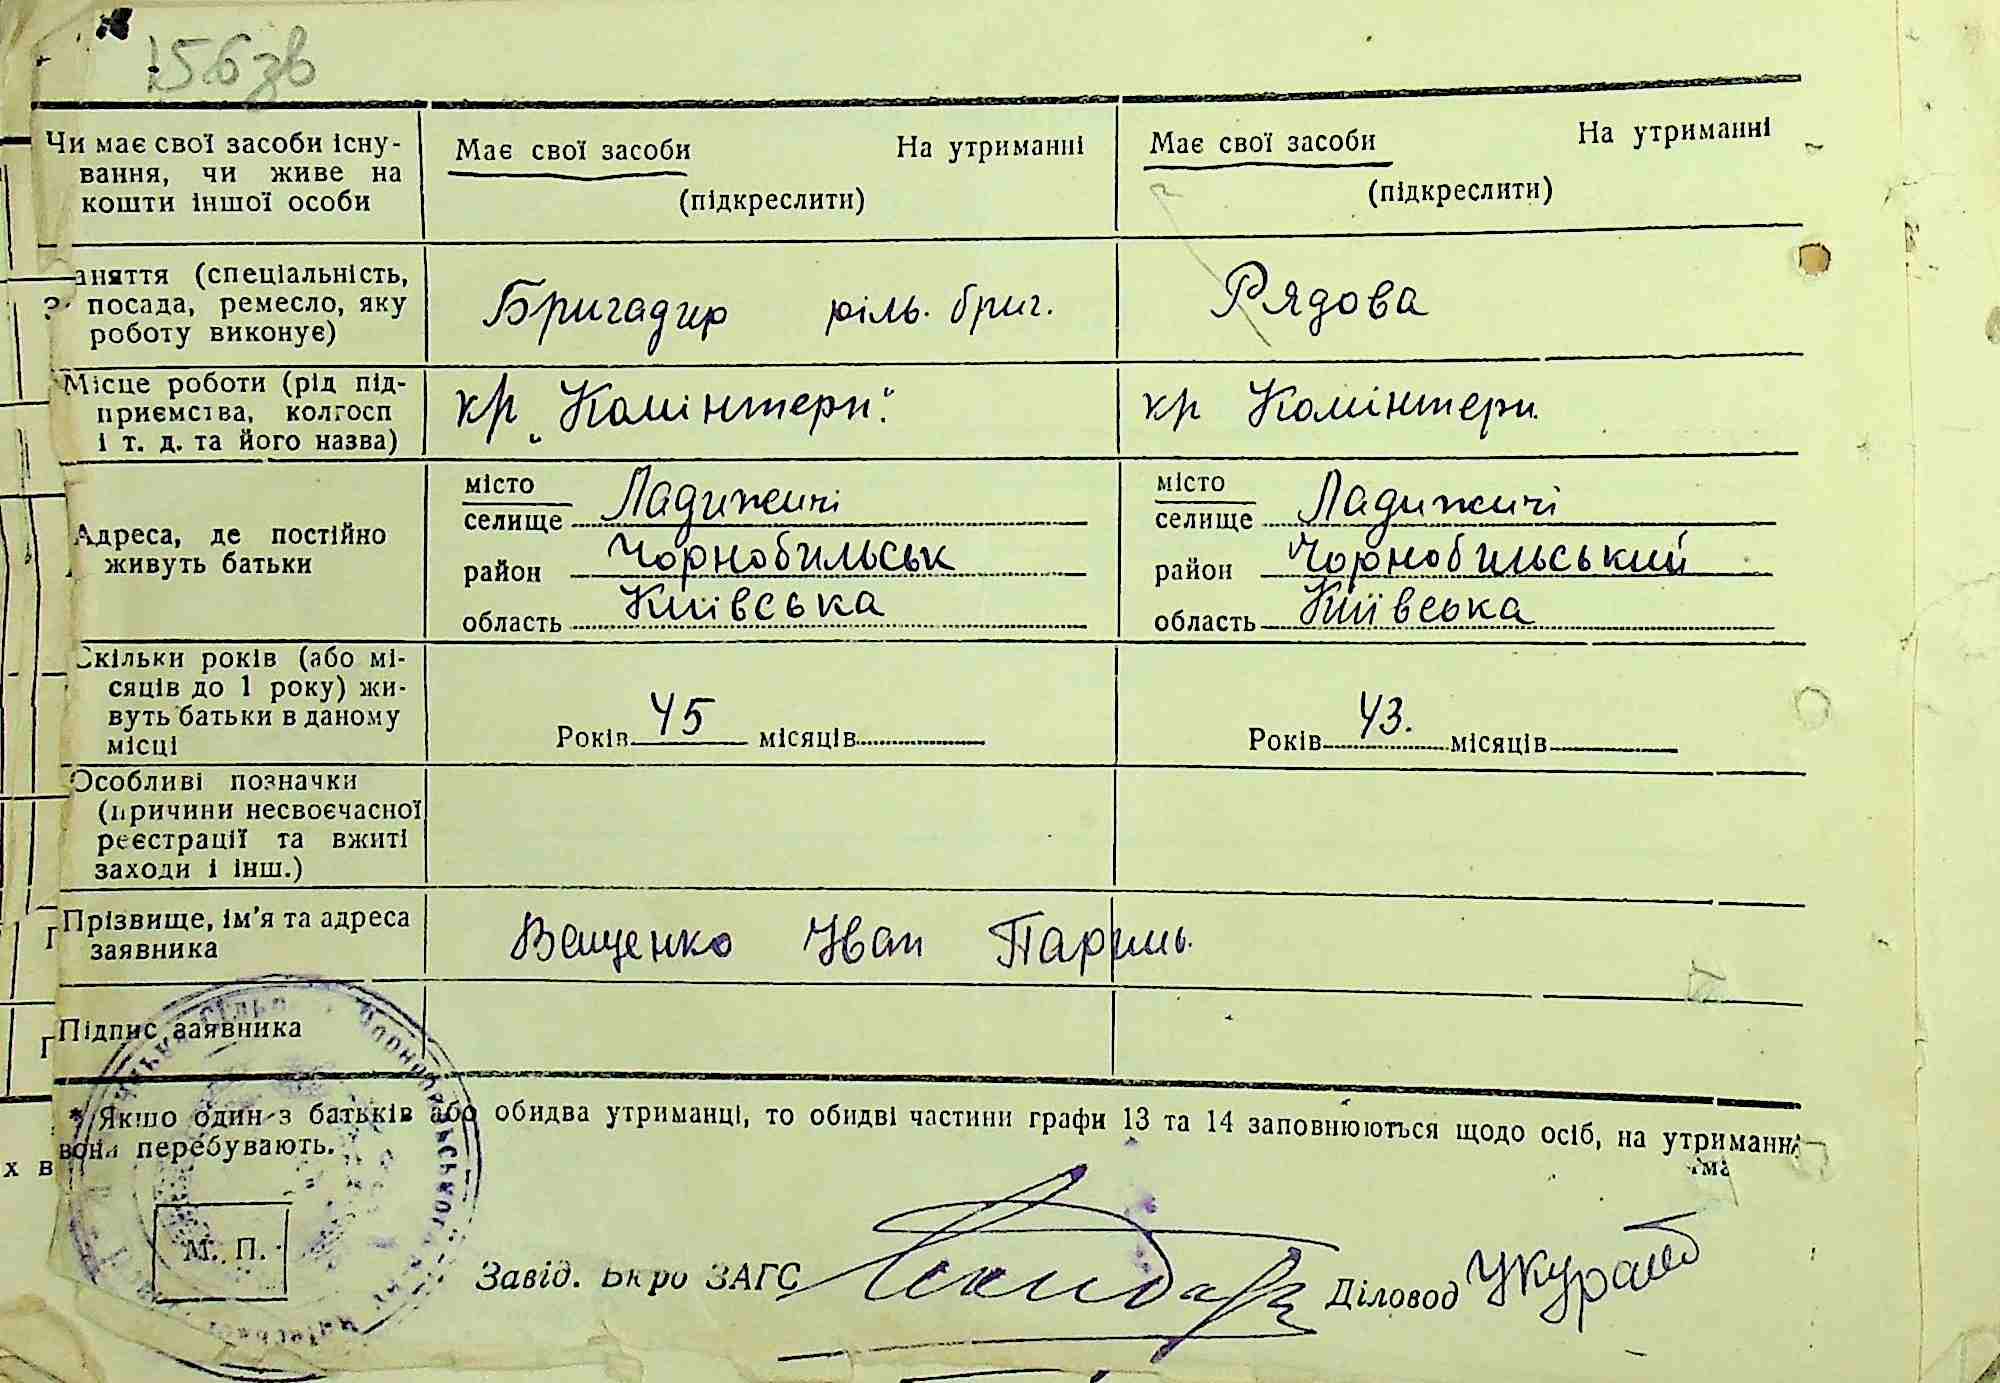 156 зв
Чи має свої засоби існу-
вання, чи живе на
кошти іншої особи
Має свої засоби На утриманні
(підкреслити)
Має свої засоби На утриманні
(підкреслити)
Заняття (спеціальність,
посада, ремесло, яку
роботу виконує)
Бригадир ріль. бриг.
Рядова
Місце роботи (рід під-
приємства, колгосп
і т. д. та його назва)
кр „Комінтерн".
кр Комінтерн.
Адреса, де постійно
живуть батьки
місто
селище Ладижичі
район Чорнобильськ
область Київська
місто
селище Ладижичі
район Чорнобильський
область Київська
Скільки років (або мі-
сяців до 1 року) жи-
вуть батьки в даному
місці
Років 45 місяців
Років 43. місяців
Особливі позначки
(причини несвоєчасної
реєстрації та вжиті
заходи і інш.)
Прізвище, ім'я та адреса
заявника
Ващенко Іван
Підпис заявника
* Якщо один з батьків або обидва утриманці, то обидві частини графи 13 та 14 заповнюються щодо осіб, на утриманні
вони перебувають.
х в
М. П.
Завід. Бюро ЗАГС
Діловод